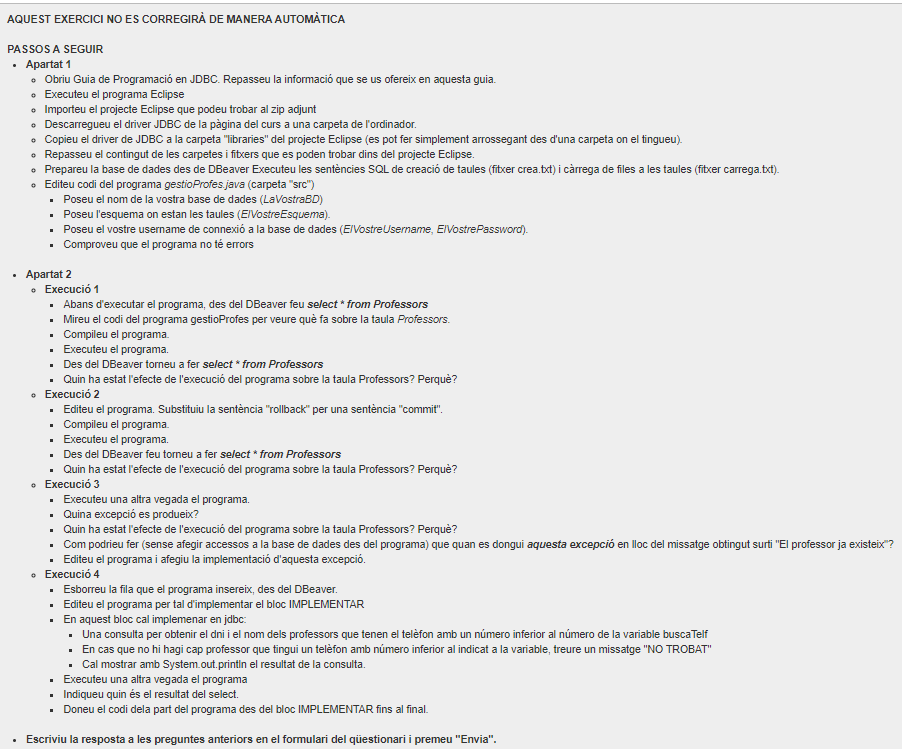 AQUEST EXERCICI NO ES CORREGIRÀ DE MANERA AUTOMÀTICA
PASSOS A SEGUIR
Apartat 1
Obriu Guia de Programació en JDBC. Repasseu la informació que se us ofereix en aquesta guia.
Executeu el programa Eclipse
Importeu el projecte Eclipse que podeu trobar al zip adjunt
Descarregueu el driver JDBC de la pàgina del curs a una carpeta de l'ordinador.
Copieu el driver de JDBC a la carpeta "libraries" del projecte Eclipse (es pot fer simplement arrossegant des d'una carpeta on el tingueu).
Repasseu el contingut de les carpetes i fitxers que es poden trobar dins del projecte Eclipse.
Prepareu la base de dades des de DBeaver Executeu les sentències SQL de creació de taules (fitxer crea.txt) i càrrega de files a les taules (fitxer carrega.txt).
Editeu codi del programa gestioProfes.java (carpeta "src")
Poseu el nom de la vostra base de dades (LaVostraBD)
Poseu l'esquema on estan les taules (ElVostreEsquema).
Poseu el vostre username de connexió a la base de dades (ElVostreUsername, ElVostrePassword).
Comproveu que el programa no té errors
Apartat 2
Execució 1
Abans d'executar el programa, des del DBeaver feu select * from Professors
Mireu el codi del programa gestioProfes per veure què fa sobre la taula Professors.
Compileu el programa.
Executeu el programa.
Des del DBeaver torneu a fer select * from Professors
Quin ha estat l'efecte de l'execució del programa sobre la taula Professors? Perquè?
Execució 2
Editeu el programa. Substituiu la sentència "rollback" per una sentència "commit".
Compileu el programa.
Executeu el programa.
Des del DBeaver feu torneu a fer select * from Professors
Quin ha estat l'efecte de l'execució del programa sobre la taula Professors? Perquè?
Execució 3
Executeu una altra vegada el programa.
Quina excepció es produeix?
Quin ha estat l'efecte de l'execució del programa sobre la taula Professors? Perquè?
Com podrieu fer (sense afegir accessos a la base de dades des del programa) que quan es dongui aquesta excepció en lloc del missatge obtingut surti "El professor ja existeix"?
Editeu el programa i afegiu la implementació d'aquesta excepció.
Execució 4
Esborreu la fila que el programa insereix, des del DBeaver.
Editeu el programa per tal d'implementar el bloc IMPLEMENTAR
En aquest bloc cal implemenar en jdbc:
Una consulta per obtenir el dni i el nom dels professors que tenen el telèfon amb un número inferior al número de la variable buscaTelf
En cas que no hi hagi cap professor que tingui un telèfon amb número inferior al indicat a la variable, treure un missatge "NO TROBAT"
Cal mostrar amb System.out.println el resultat de la consulta.
Executeu una altra vegada el programa
Indiqueu quin és el resultat del select.
Doneu el codi dela part del programa des del bloc IMPLEMENTAR fins al final.
Escriviu la resposta a les preguntes anteriors en el formulari del qüestionari i premeu "Envia".